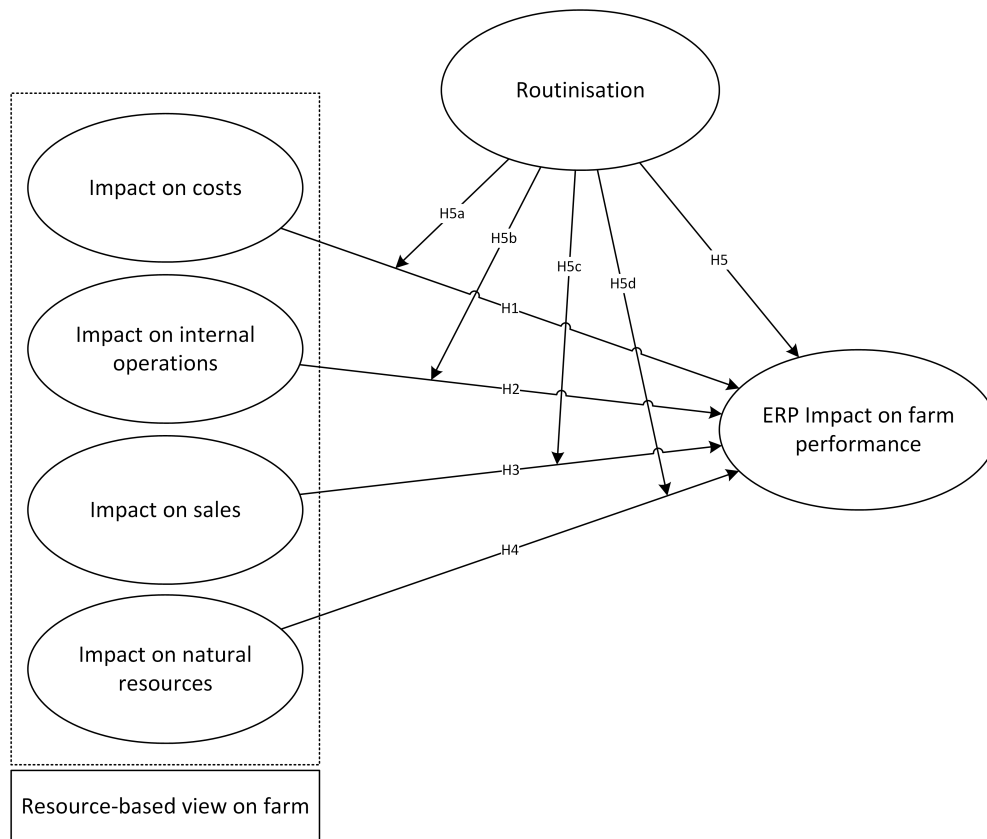 Routinisation
Impact on costs
H5a
H5b
H5c
H5
H5d
H1
Impact on internal
operations
H2
ERP Impact on farm
performance
H3
Impact on sales
H4
Impact on natural
resources
Resource-based view on farm